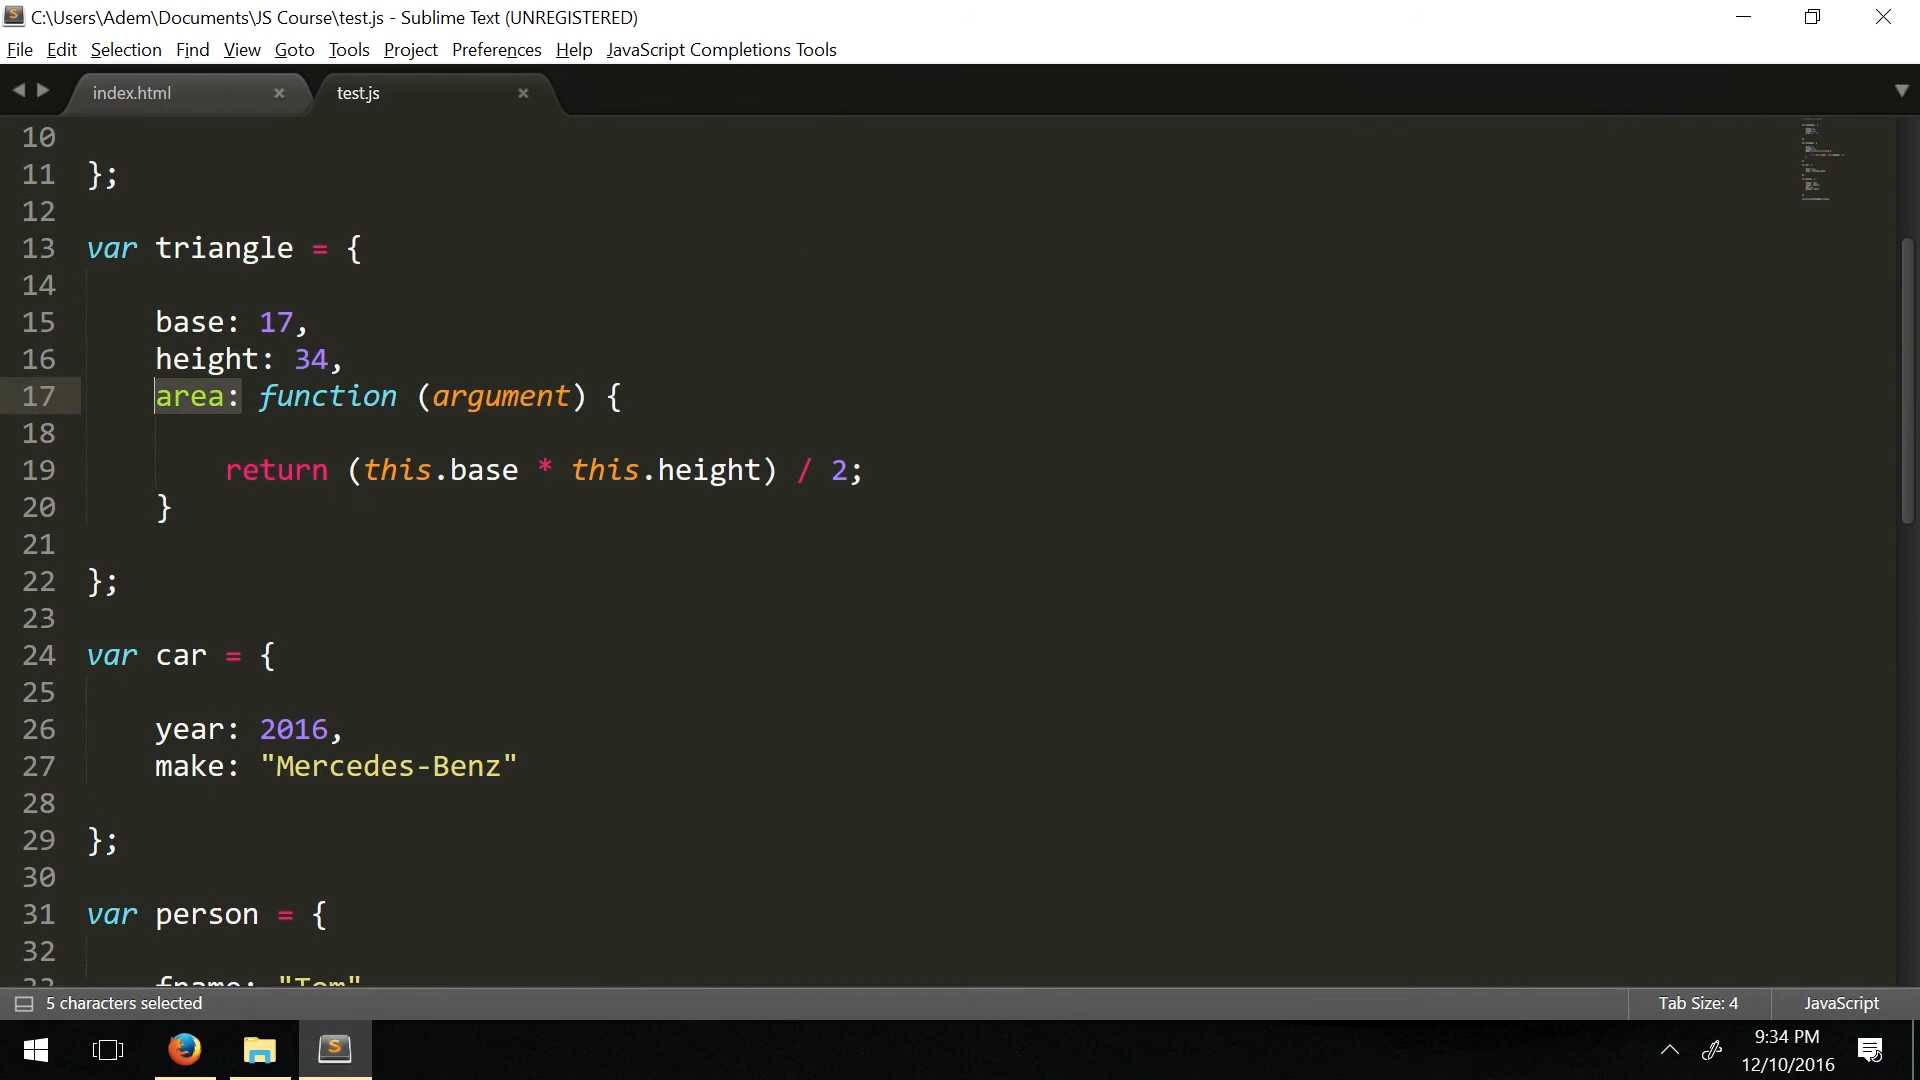 C:\Users\Adem\Documents\JS Course\test.js - Sublime Text (UNREGISTERED)
File Edit Selection Find View Goto Tools Project Preferences Help JavaScript Completions Tools
index.html × test.js ×
10
11 };
12
13 var triangle = {
14
15 base: 17,
16 height: 34,
17 area: function (argument) {
18
19 return (this.base * this.height) / 2;
20 }
21
22 };
23
24 var car = {
25
26 year: 2016,
27 make: "Mercedes-Benz"
28
29 };
30
31 var person = {
32
33 fname: "Tom"
5 characters selected Tab Size: 4 JavaScript
9:34 PM
12/10/2016